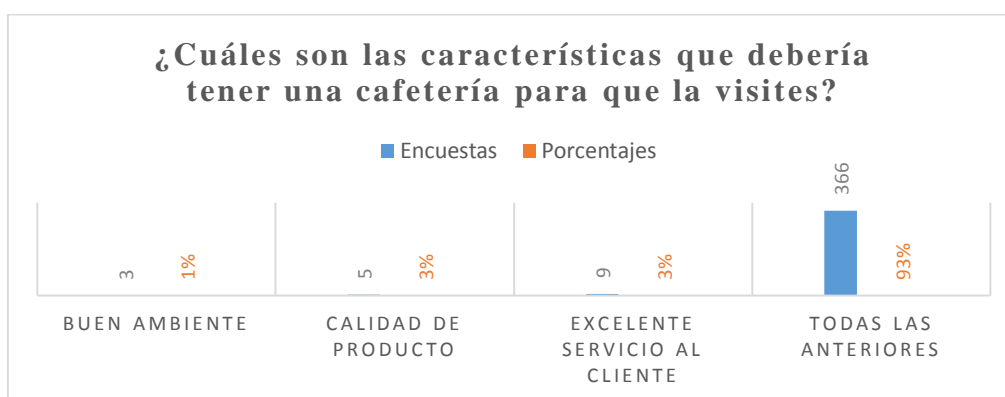 ¿Cuáles son las características que debería
tener una cafetería para que la visites?
Encuestas Porcentajes
3 1% 5 3% 9 3% 366 93%
BUEN AMBIENTE
CALIDAD DE
PRODUCTO
EXCELENTE
SERVICIO AL
CLIENTE
TODAS LAS
ANTERIORES